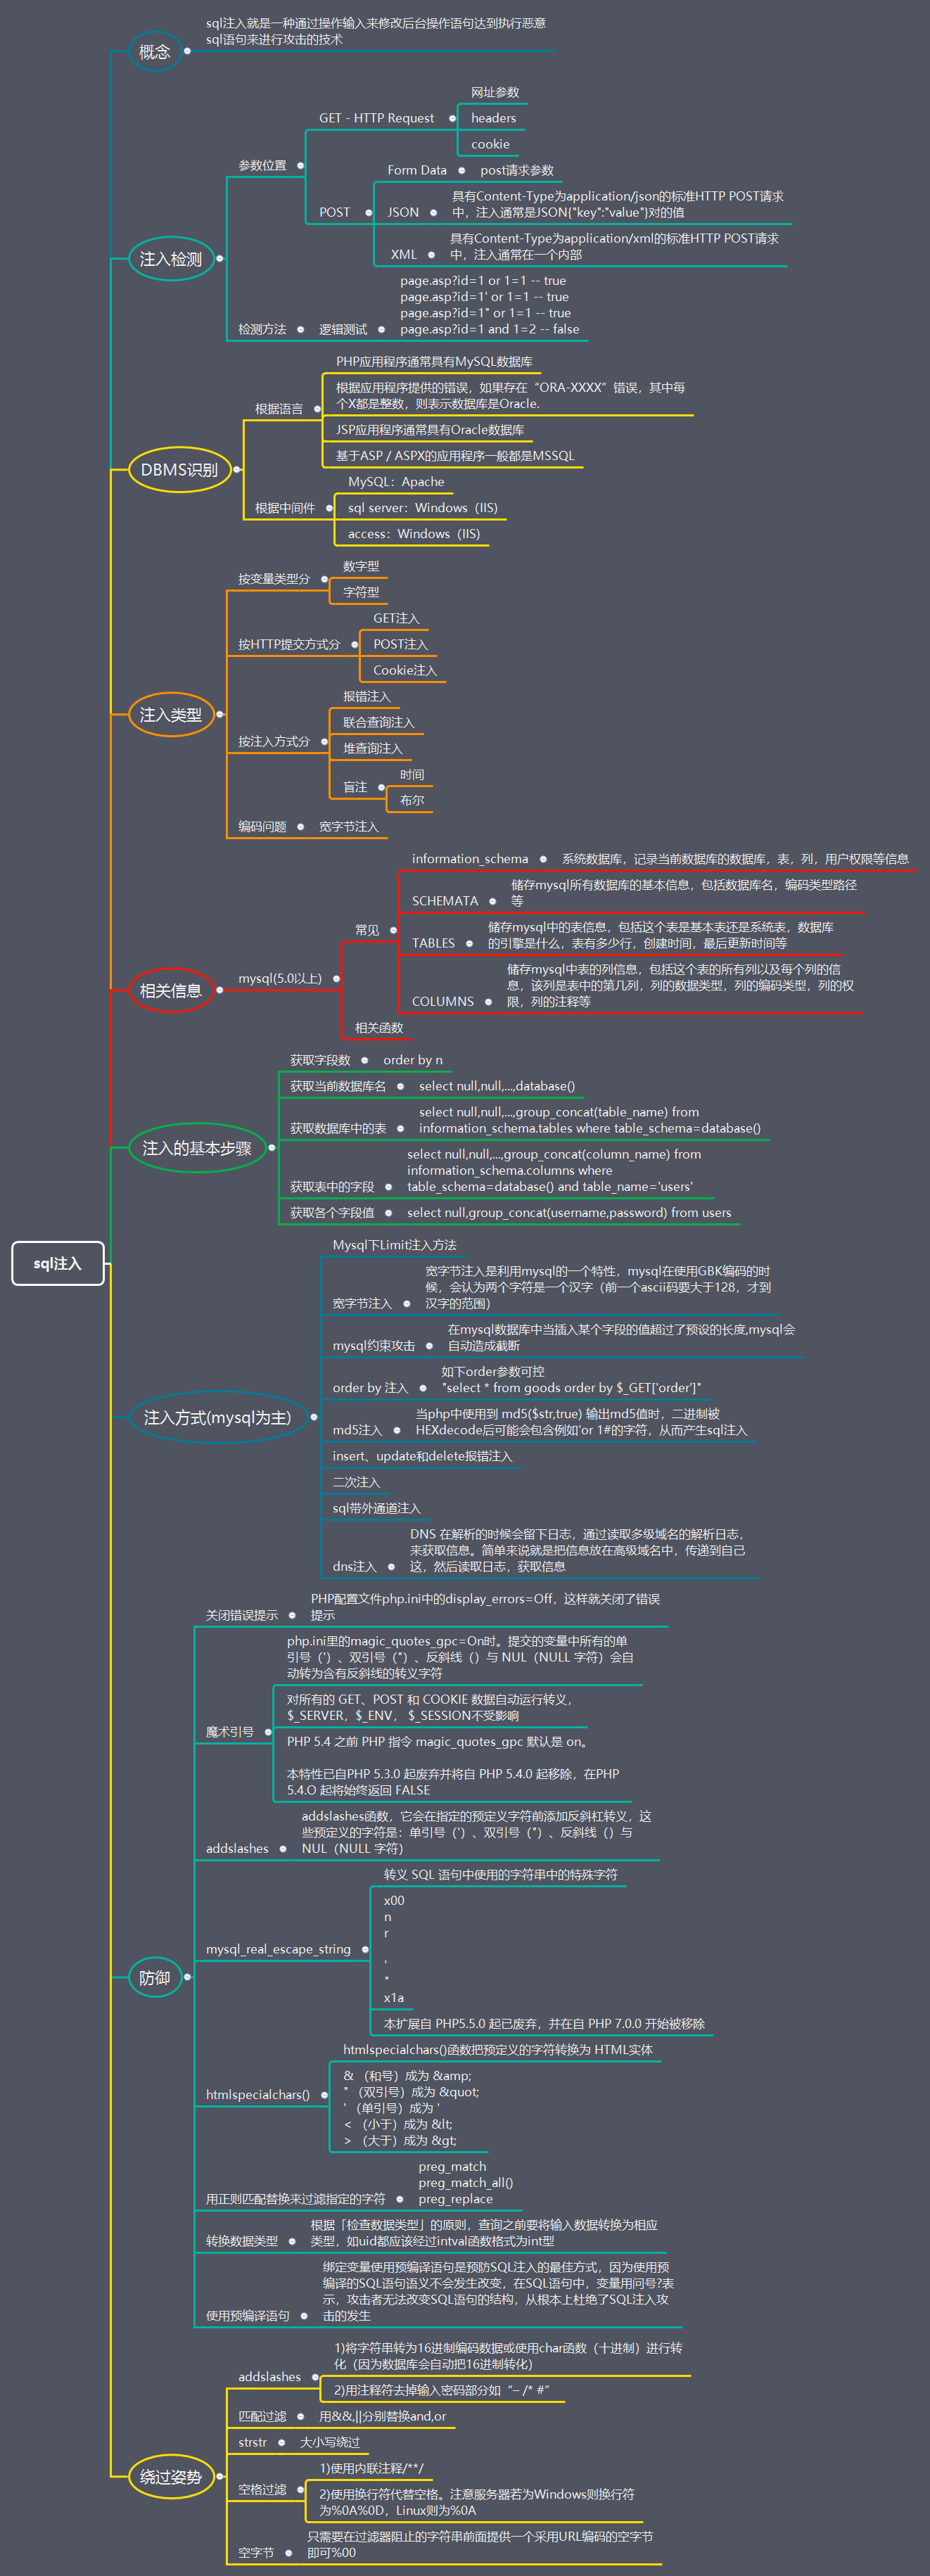 sql注入
概念
sql注入就是一种通过操作输入来修改后台操作语句达到执行恶意
sql语句来进行攻击的技术
注入检测
参数位置
GET - HTTP Request
网址参数
headers
cookie
POST
Form Data
post请求参数
JSON
具有Content-Type为application/json的标准HTTP POST请求
中，注入通常是JSON{"key":"value"}对的值
XML
具有Content-Type为application/xml的标准HTTP POST请求
中，注入通常在一个内部
检测方法
逻辑测试
page.asp?id=1 or 1=1 -- true
page.asp?id=1' or 1=1 -- true
page.asp?id=1" or 1=1 -- true
page.asp?id=1 and 1=2 -- false
DBMS识别
根据语言
PHP应用程序通常具有MySQL数据库
根据应用程序提供的错误，如果存在“ORA-XXXX”错误，其中每
个X都是整数，则表示数据库是Oracle.
JSP应用程序通常具有Oracle数据库
基于ASP / ASPX的应用程序一般都是MSSQL
根据中间件
MySQL：Apache
sql server：Windows（IIS)
access：Windows（IIS)
注入类型
按变量类型分
数字型
字符型
按HTTP提交方式分
GET注入
POST注入
Cookie注入
按注入方式分
报错注入
联合查询注入
堆查询注入
盲注
时间
布尔
编码问题
宽字节注入
相关信息
mysql(5.0以上)
常见
information_schema
系统数据库，记录当前数据库的数据库，表，列，用户权限等信息
SCHEMATA
储存mysql所有数据库的基本信息，包括数据库名，编码类型路径
等
TABLES
储存mysql中的表信息，包括这个表是基本表还是系统表，数据库
的引擎是什么，表有多少行，创建时间，最后更新时间等
COLUMNS
储存mysql中表的列信息，包括这个表的所有列以及每个列的信
息，该列是表中的第几列，列的数据类型，列的编码类型，列的权
限，列的注释等
相关函数
注入的基本步骤
获取字段数
order by n
获取当前数据库名
select null,null,...,database()
获取数据库中的表
select null,null,...,group_concat(table_name) from
information_schema.tables where table_schema=database()
获取表中的字段
select null,null,...,group_concat(column_name) from
information_schema.columns where
table_schema=database() and table_name='users'
获取各个字段值
select null,group_concat(username,password) from users
注入方式(mysql为主)
Mysql下Limit注入方法
宽字节注入
宽字节注入是利用mysql的一个特性，mysql在使用GBK编码的时
候，会认为两个字符是一个汉字（前一个ascii码要大于128，才到
汉字的范围）
mysql约束攻击
在mysql数据库中当插入某个字段的值超过了预设的长度,mysql会
自动造成截断
order by 注入
如下order参数可控
"select * from goods order by $_GET['order']"
md5注入
当php中使用到 md5($str,true) 输出md5值时，二进制被
HEXdecode后可能会包含例如'or 1#的字符，从而产生sql注入
insert、update和delete报错注入
二次注入
sql带外通道注入
dns注入
DNS 在解析的时候会留下日志，通过读取多级域名的解析日志，
来获取信息。简单来说就是把信息放在高级域名中，传递到自己
这，然后读取日志，获取信息
防御
关闭错误提示
PHP配置文件php.ini中的display_errors=Off，这样就关闭了错误
提示
魔术引号
php.ini里的magic_quotes_gpc=On时。提交的变量中所有的单
引号（'）、双引号（"）、反斜线（）与 NUL（NULL 字符）会自
动转为含有反斜线的转义字符
对所有的 GET、POST 和 COOKIE 数据自动运行转义，
$_SERVER，$_ENV， $_SESSION不受影响
PHP 5.4 之前 PHP 指令 magic_quotes_gpc 默认是 on。
本特性已自PHP 5.3.0 起废弃并将自 PHP 5.4.0 起移除，在PHP
5.4.O 起将始终返回 FALSE
addslashes
addslashes函数，它会在指定的预定义字符前添加反斜杠转义，这
些预定义的字符是：单引号（'）、双引号（"）、反斜线（）与
NUL（NULL 字符）
mysql_real_escape_string
转义 SQL 语句中使用的字符串中的特殊字符
x00
n
r
'
"
x1a
本扩展自 PHP5.5.0 起已废弃，并在自 PHP 7.0.0 开始被移除
htmlspecialchars()
htmlspecialchars()函数把预定义的字符转换为 HTML实体
& （和号）成为 &amp;
" （双引号）成为 &quot;
' （单引号）成为 '
< （小于）成为 &lt;
> （大于）成为 &gt;
用正则匹配替换来过滤指定的字符
preg_match
preg_match_all()
preg_replace
转换数据类型
根据「检查数据类型」的原则，查询之前要将输入数据转换为相应
类型，如uid都应该经过intval函数格式为int型
使用预编译语句
绑定变量使用预编译语句是预防SQL注入的最佳方式，因为使用预
编译的SQL语句语义不会发生改变，在SQL语句中，变量用问号?表
示，攻击者无法改变SQL语句的结构，从根本上杜绝了SQL注入攻
击的发生
绕过姿势
addslashes
1)将字符串转为16进制编码数据或使用char函数（十进制）进行转
化（因为数据库会自动把16进制转化）
2)用注释符去掉输入密码部分如“– /* #”
匹配过滤
用&&,||分别替换and,or
strstr
大小写绕过
空格过滤
1)使用内联注释/**/
2)使用换行符代替空格。注意服务器若为Windows则换行符
为%0A%0D，Linux则为%0A
空字节
只需要在过滤器阻止的字符串前面提供一个采用URL编码的空字节
即可%00